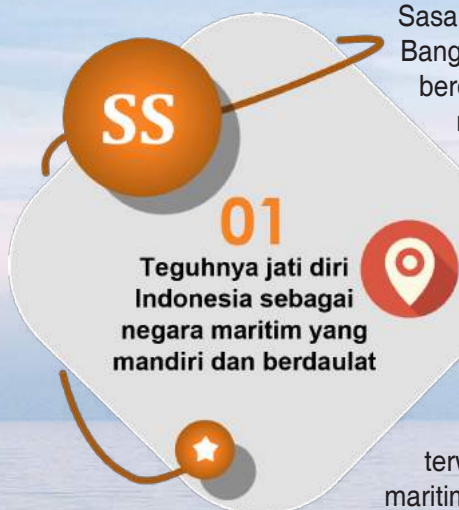 SS
01
Teguhnya jati diri
Indonesia sebagai
negara maritim yang
mandiri dan berdaulat